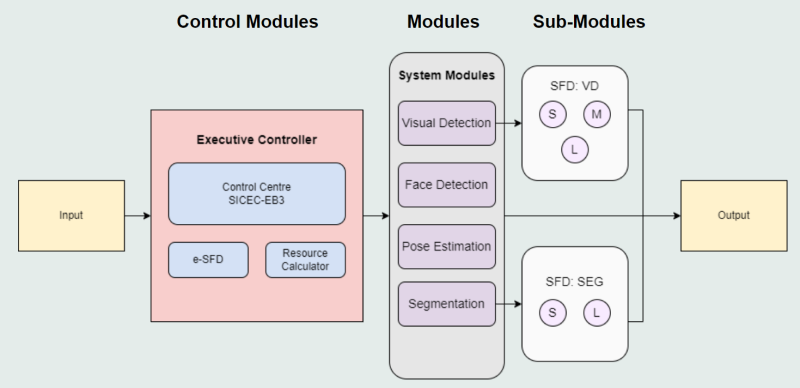 Control Modules
Modules
Sub-Modules
Input
Executive Controller
Control Centre
SICEC-EB3
e-SFD
Resource
Calculator
System Modules
Visual Detection
Face Detection
Pose Estimation
Segmentation
SFD: VD
S
M
L
SFD: SEG
S
L
Output